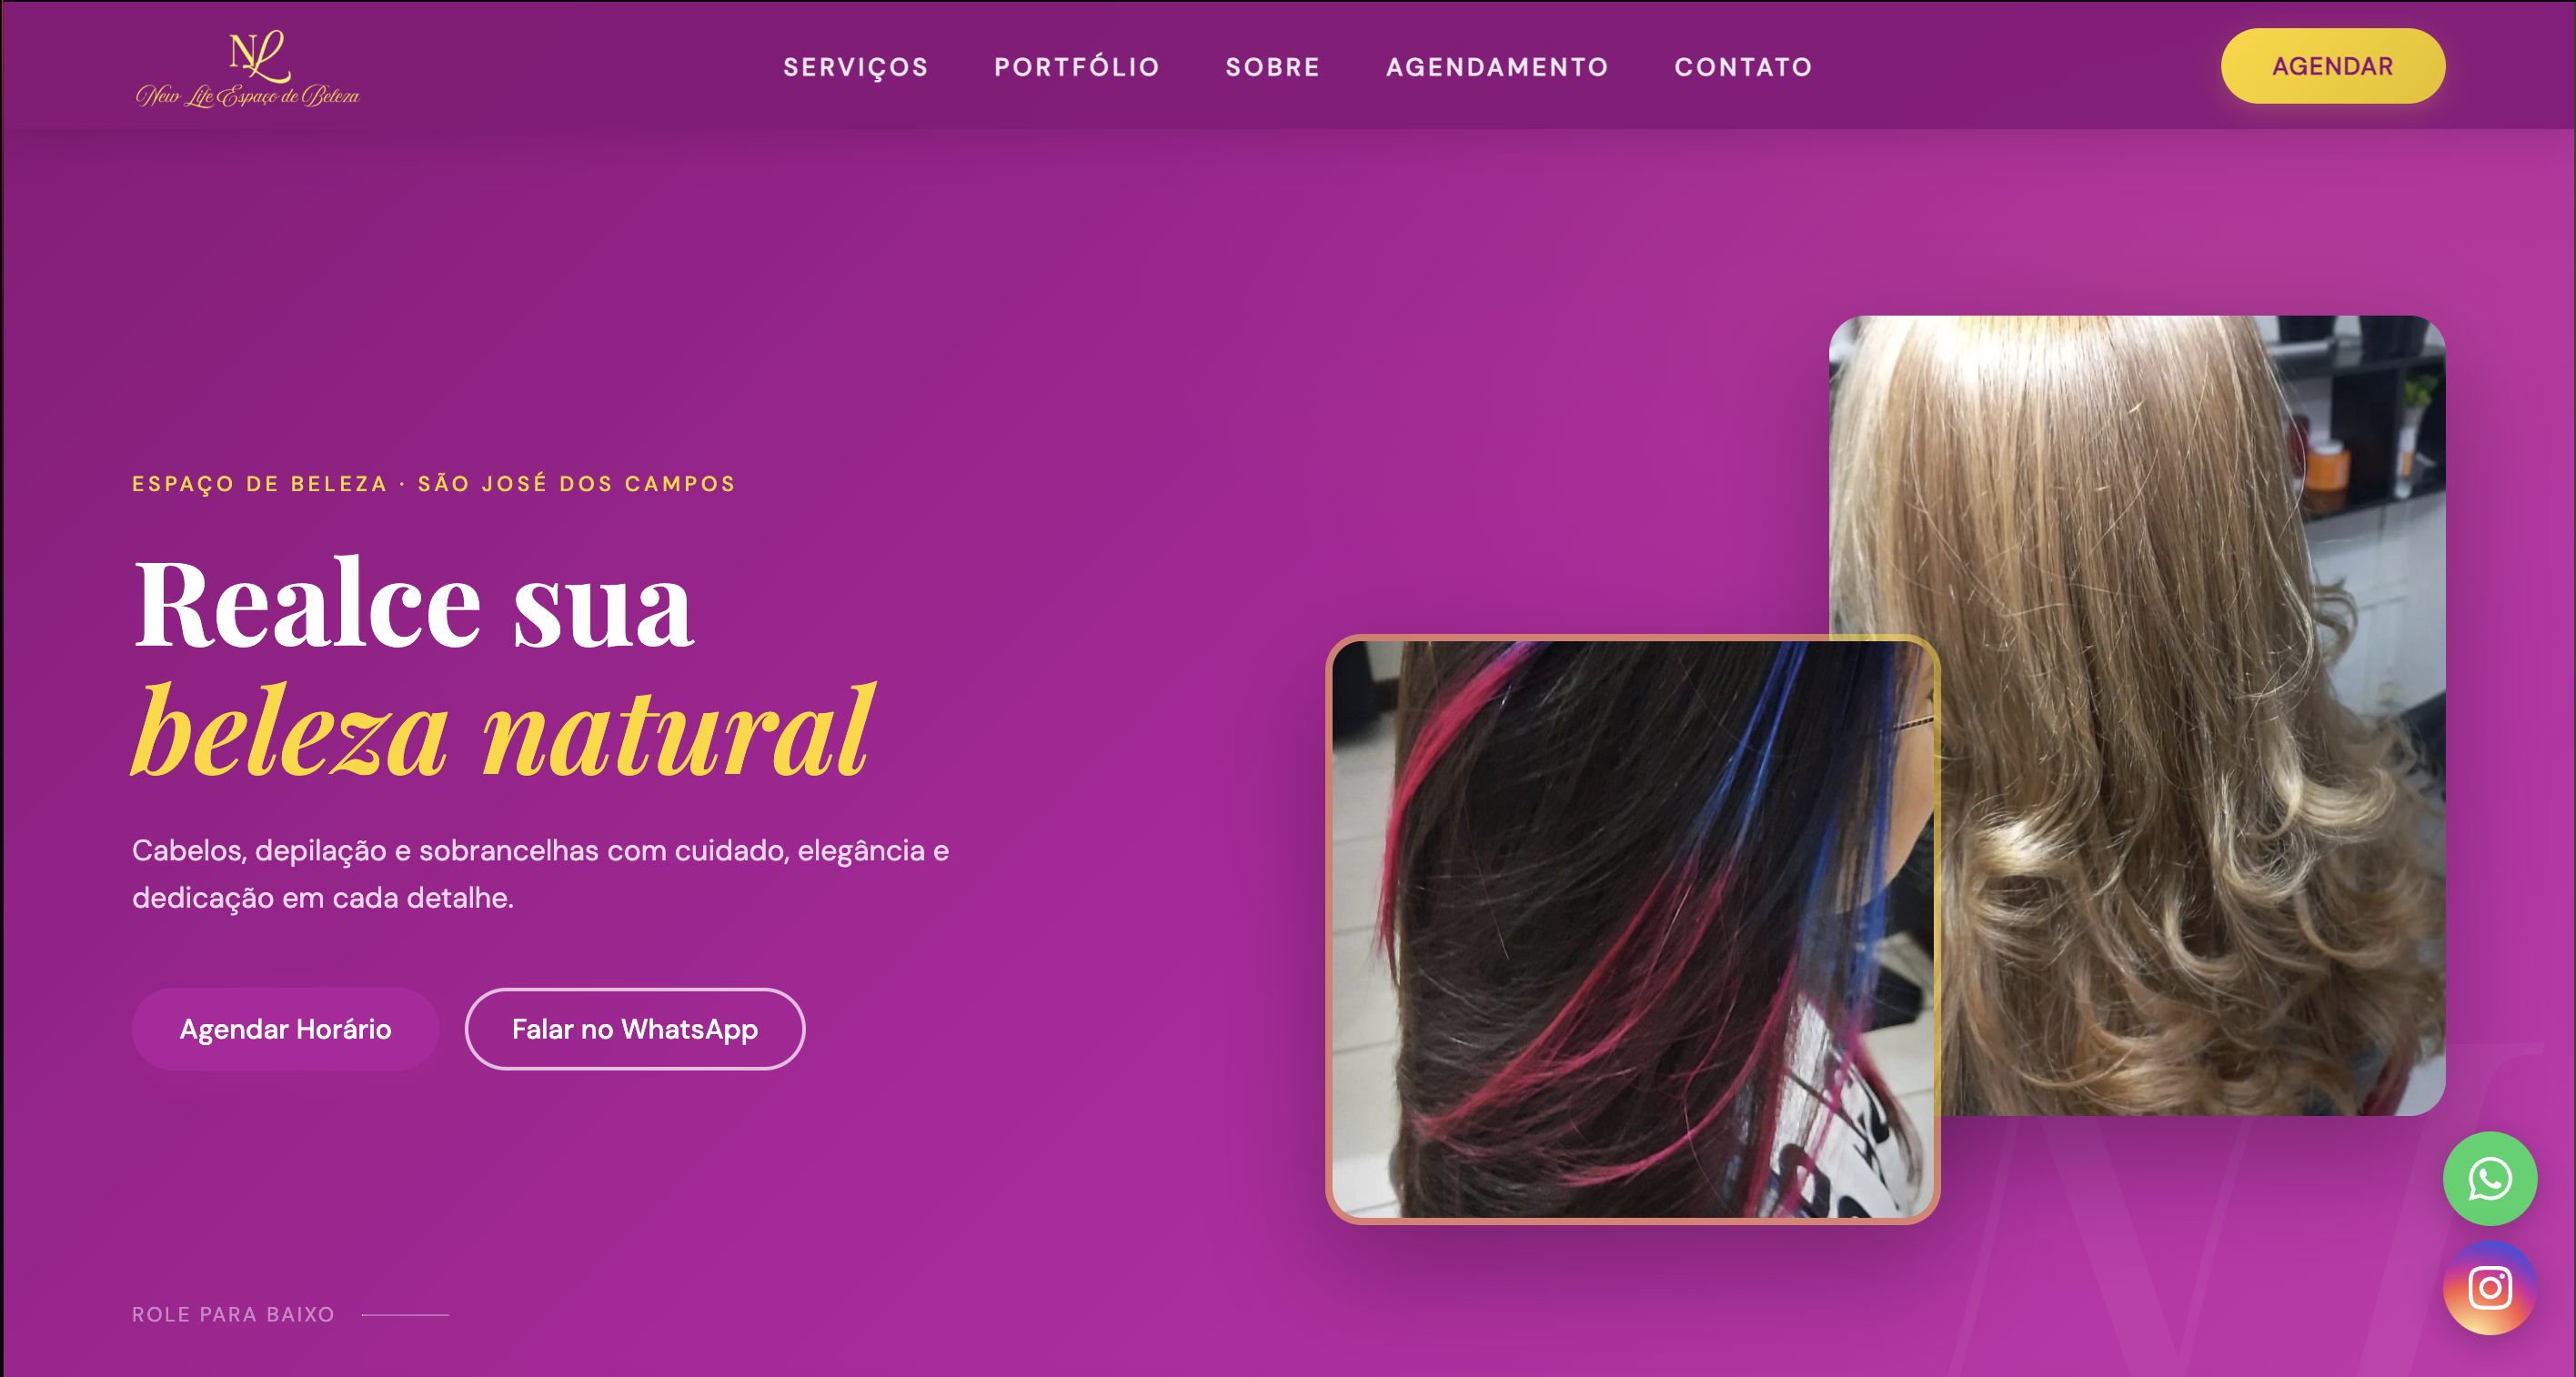 NL
New Life Espaço de Beleza
SERVIÇOS PORTFÓLIO SOBRE AGENDAMENTO CONTATO
AGENDAR
ESPAÇO DE BELEZA · SÃO JOSÉ DOS CAMPOS
Realce sua
beleza natural
Cabelos, depilação e sobrancelhas com cuidado, elegância e
dedicação em cada detalhe.
Agendar Horário
Falar no WhatsApp
ROLE PARA BAIXO